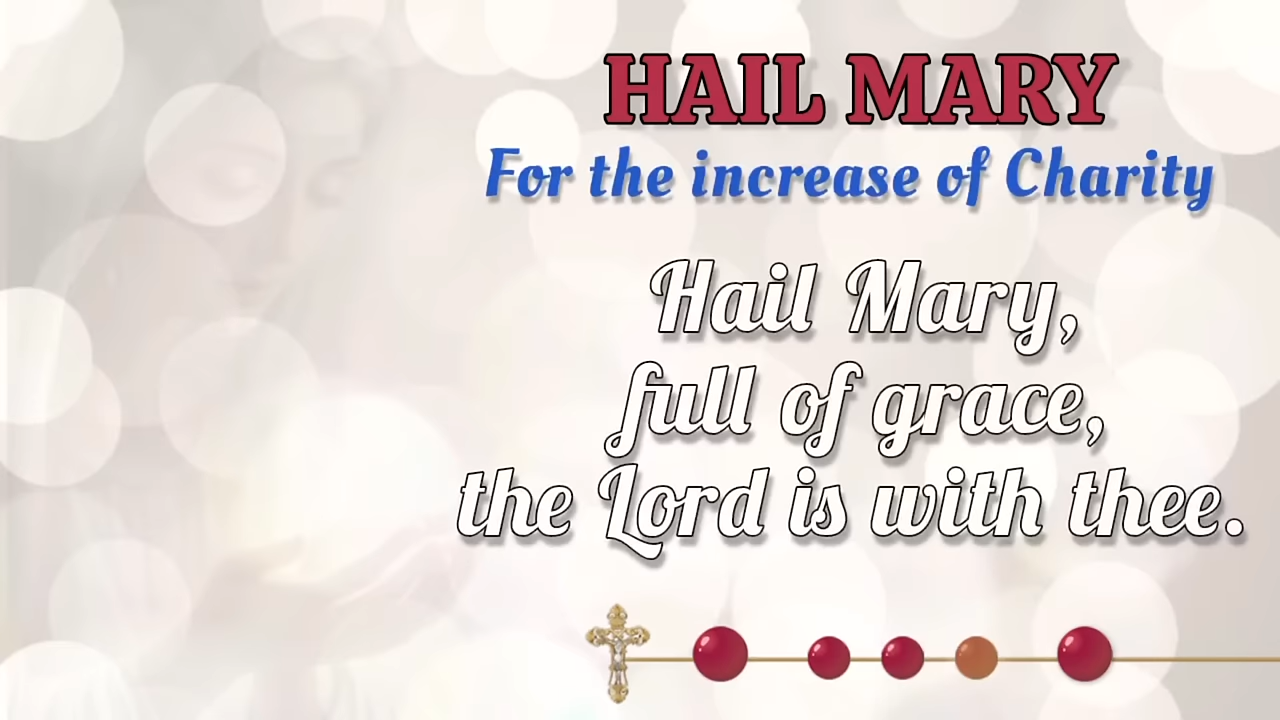 HAIL MARY
For the increase of Charity
Hail Mary,
full of grace,
the Lord is with thee.